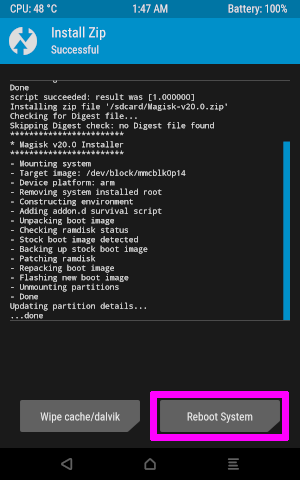 CPU: 48 °C 1:47 AM Battery: 100%
Install Zip
Successful
Done
script succeeded: result was [1.000000]
Installing zip file '/sdcard/Magisk-v20.0.zip'
Checking for Digest file...
Skipping Digest check: no Digest file found
************************
* Magisk v20.0 Installer
************************
- Mounting system
- Target image: /dev/block/mmcblk0p14
- Device platform: arm
- Removing system installed root
- Constructing environment
- Adding addon.d survival script
- Unpacking boot image
- Checking ramdisk status
- Stock boot image detected
- Backing up stock boot image
- Patching ramdisk
- Repacking boot image
- Flashing new boot image
- Unmounting partitions
- Done
Updating partition details...
...done
Wipe cache/dalvik
Reboot System